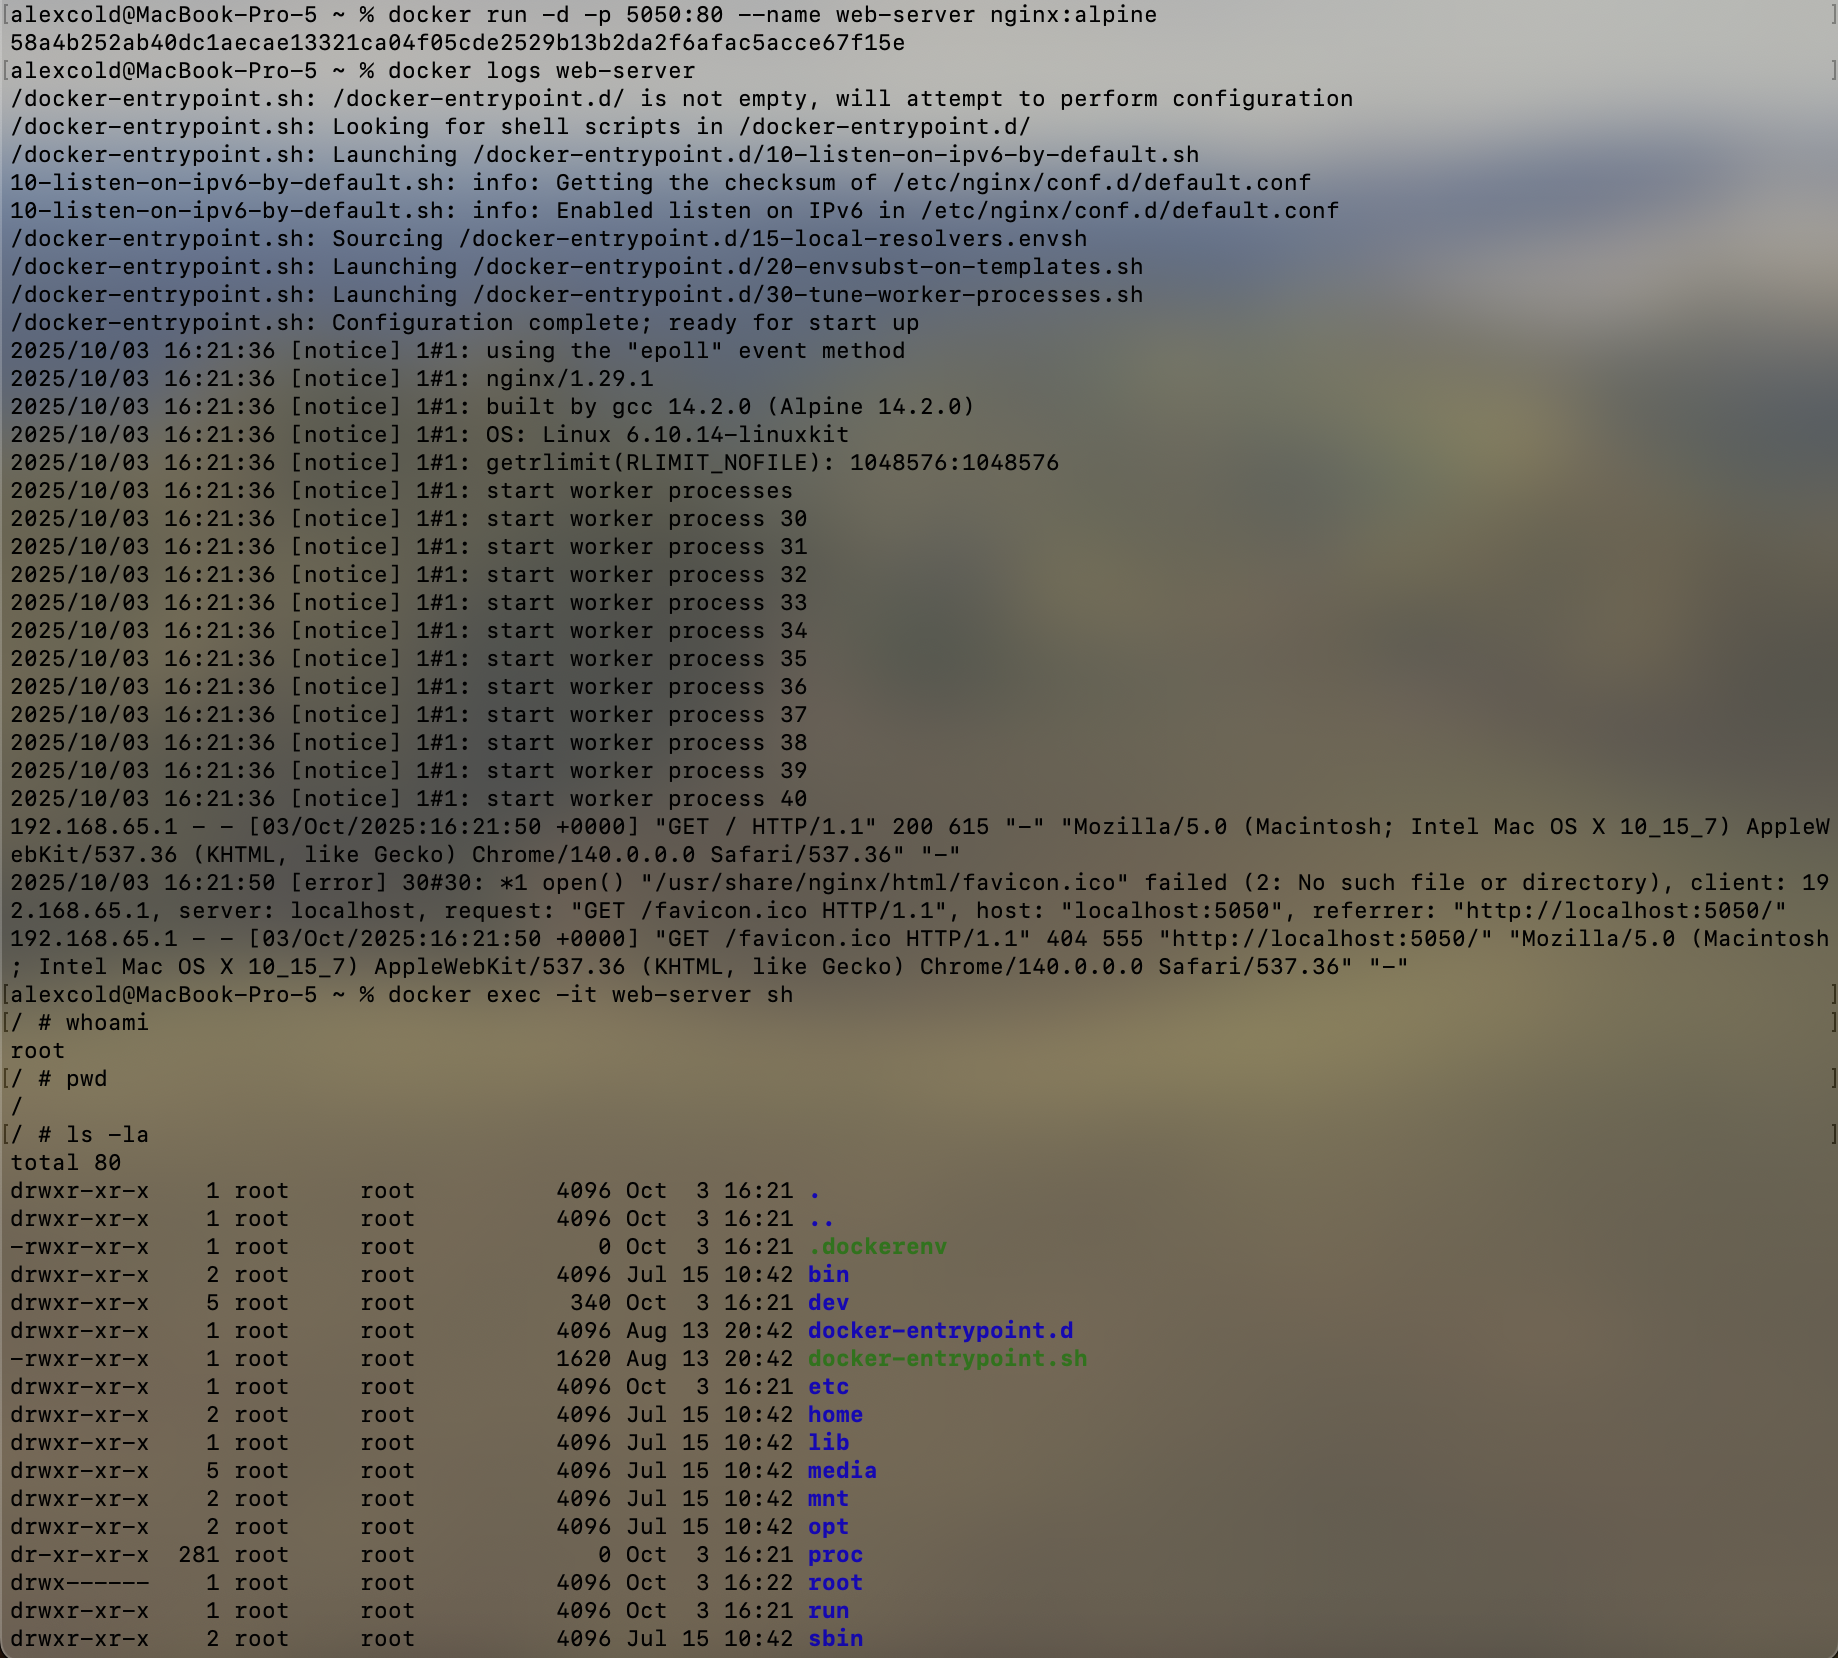 [alexcold@MacBook-Pro-5 ~ % docker run -d -p 5050:80 --name web-server nginx:alpine ]
58a4b252ab40dc1aecae13321ca04f05cde2529b13b2da2f6afac5acce67f15e
[alexcold@MacBook-Pro-5 ~ % docker logs web-server ]
/docker-entrypoint.sh: /docker-entrypoint.d/ is not empty, will attempt to perform configuration
/docker-entrypoint.sh: Looking for shell scripts in /docker-entrypoint.d/
/docker-entrypoint.sh: Launching /docker-entrypoint.d/10-listen-on-ipv6-by-default.sh
10-listen-on-ipv6-by-default.sh: info: Getting the checksum of /etc/nginx/conf.d/default.conf
10-listen-on-ipv6-by-default.sh: info: Enabled listen on IPv6 in /etc/nginx/conf.d/default.conf
/docker-entrypoint.sh: Sourcing /docker-entrypoint.d/15-local-resolvers.envsh
/docker-entrypoint.sh: Launching /docker-entrypoint.d/20-envsubst-on-templates.sh
/docker-entrypoint.sh: Launching /docker-entrypoint.d/30-tune-worker-processes.sh
/docker-entrypoint.sh: Configuration complete; ready for start up
2025/10/03 16:21:36 [notice] 1#1: using the "epoll" event method
2025/10/03 16:21:36 [notice] 1#1: nginx/1.29.1
2025/10/03 16:21:36 [notice] 1#1: built by gcc 14.2.0 (Alpine 14.2.0)
2025/10/03 16:21:36 [notice] 1#1: OS: Linux 6.10.14-linuxkit
2025/10/03 16:21:36 [notice] 1#1: getrlimit(RLIMIT_NOFILE): 1048576:1048576
2025/10/03 16:21:36 [notice] 1#1: start worker processes
2025/10/03 16:21:36 [notice] 1#1: start worker process 30
2025/10/03 16:21:36 [notice] 1#1: start worker process 31
2025/10/03 16:21:36 [notice] 1#1: start worker process 32
2025/10/03 16:21:36 [notice] 1#1: start worker process 33
2025/10/03 16:21:36 [notice] 1#1: start worker process 34
2025/10/03 16:21:36 [notice] 1#1: start worker process 35
2025/10/03 16:21:36 [notice] 1#1: start worker process 36
2025/10/03 16:21:36 [notice] 1#1: start worker process 37
2025/10/03 16:21:36 [notice] 1#1: start worker process 38
2025/10/03 16:21:36 [notice] 1#1: start worker process 39
2025/10/03 16:21:36 [notice] 1#1: start worker process 40
192.168.65.1 - - [03/Oct/2025:16:21:50 +0000] "GET / HTTP/1.1" 200 615 "-" "Mozilla/5.0 (Macintosh; Intel Mac OS X 10_15_7) AppleW
ebKit/537.36 (KHTML, like Gecko) Chrome/140.0.0.0 Safari/537.36" "-"
2025/10/03 16:21:50 [error] 30#30: *1 open() "/usr/share/nginx/html/favicon.ico" failed (2: No such file or directory), client: 19
2.168.65.1, server: localhost, request: "GET /favicon.ico HTTP/1.1", host: "localhost:5050", referrer: "http://localhost:5050/"
192.168.65.1 - - [03/Oct/2025:16:21:50 +0000] "GET /favicon.ico HTTP/1.1" 404 555 "http://localhost:5050/" "Mozilla/5.0 (Macintosh
; Intel Mac OS X 10_15_7) AppleWebKit/537.36 (KHTML, like Gecko) Chrome/140.0.0.0 Safari/537.36" "-"
[alexcold@MacBook-Pro-5 ~ % docker exec -it web-server sh ]
[/ # whoami ]
root
[/ # pwd ]
/
[/ # ls -la ]
total 80
drwxr-xr-x    1 root     root          4096 Oct  3 16:21 .
drwxr-xr-x    1 root     root          4096 Oct  3 16:21 ..
-rwxr-xr-x    1 root     root             0 Oct  3 16:21 .dockerenv
drwxr-xr-x    2 root     root          4096 Jul 15 10:42 bin
drwxr-xr-x    5 root     root           340 Oct  3 16:21 dev
drwxr-xr-x    1 root     root          4096 Aug 13 20:42 docker-entrypoint.d
-rwxr-xr-x    1 root     root          1620 Aug 13 20:42 docker-entrypoint.sh
drwxr-xr-x    1 root     root          4096 Oct  3 16:21 etc
drwxr-xr-x    2 root     root          4096 Jul 15 10:42 home
drwxr-xr-x    1 root     root          4096 Jul 15 10:42 lib
drwxr-xr-x    5 root     root          4096 Jul 15 10:42 media
drwxr-xr-x    2 root     root          4096 Jul 15 10:42 mnt
drwxr-xr-x    2 root     root          4096 Jul 15 10:42 opt
dr-xr-xr-x  281 root     root             0 Oct  3 16:21 proc
drwx------    1 root     root          4096 Oct  3 16:22 root
drwxr-xr-x    1 root     root          4096 Oct  3 16:21 run
drwxr-xr-x    2 root     root          4096 Jul 15 10:42 sbin